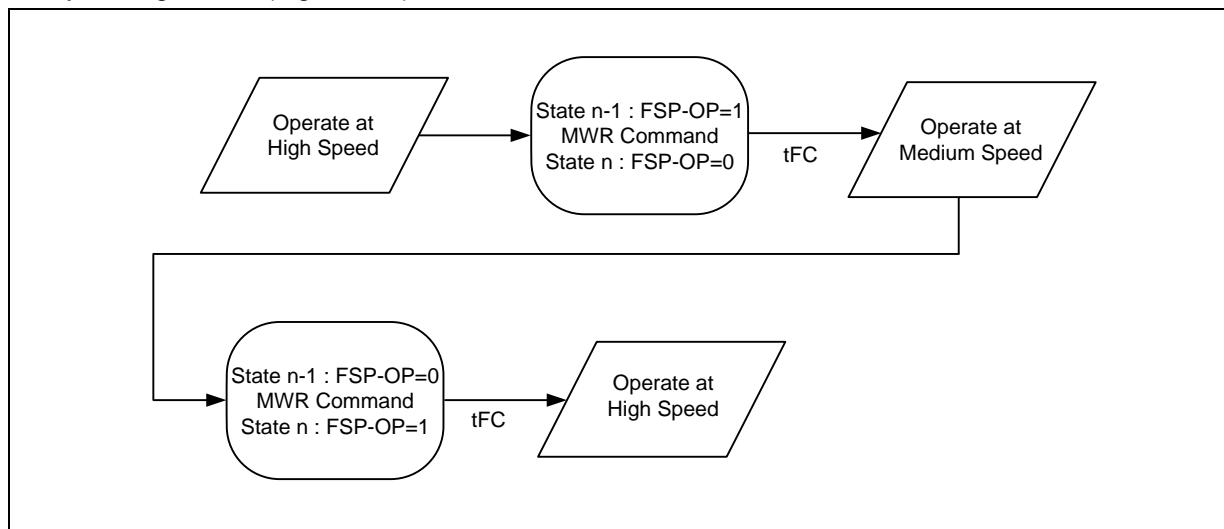 Operate at
High Speed
State n-1 : FSP-OP=1
MWR Command
State n : FSP-OP=0
tFC
Operate at
Medium Speed
State n-1 : FSP-OP=0
MWR Command
State n : FSP-OP=1
tFC
Operate at
High Speed